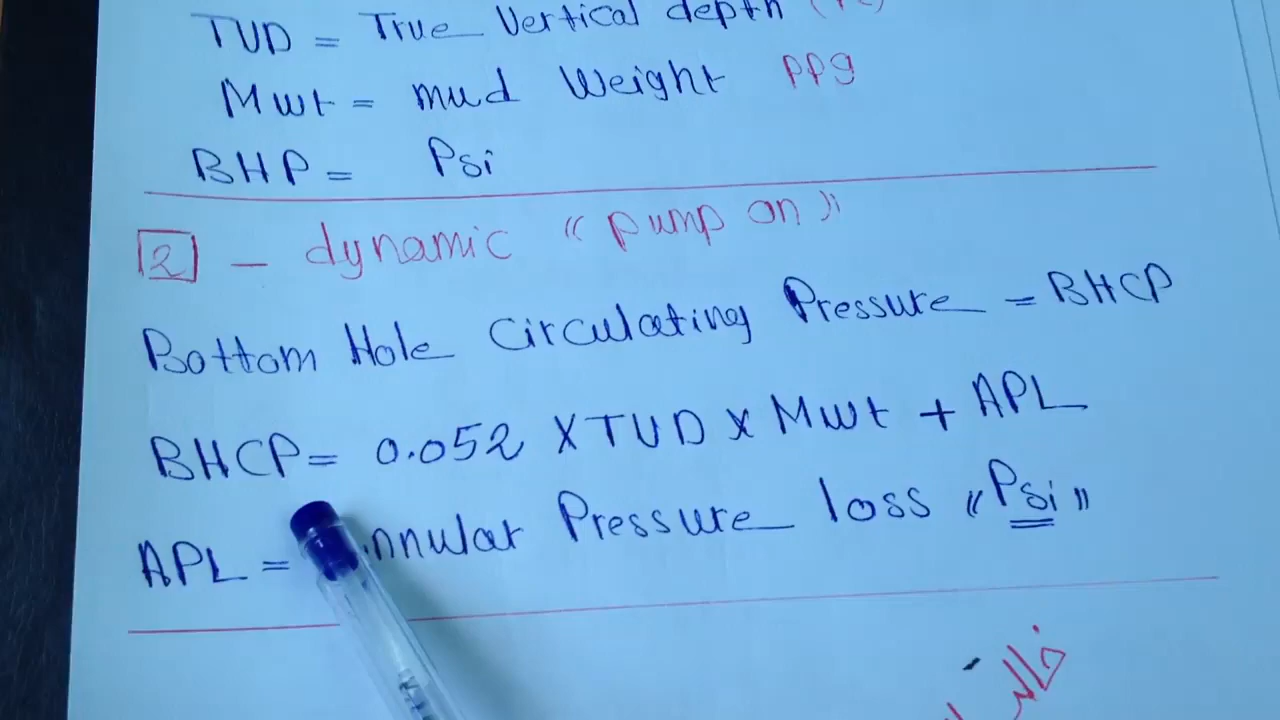 TVD = True Vertical depth (
Mwt = mud Weight ppg
BHP = Psi
2 - dynamic "pump on"
Bottom Hole Circulating Pressure = BHCP
BHCP = 0.052 X TVD X Mwt + APL
APL = nnular Pressure loss "Psi"